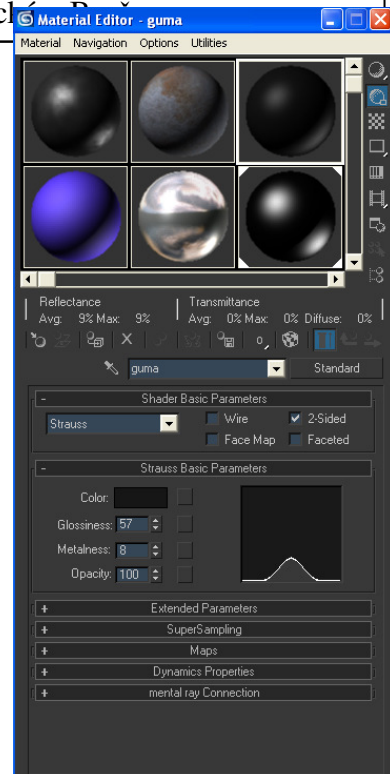 Material Editor - guma
Material Navigation Options Utilities
Reflectance Transmittance
Avg: 9% Max: 9% Avg: 0% Max: 0% Diffuse: 0%
guma Standard
- Shader Basic Parameters
Strauss Wire 2-Sided
Face Map Faceted
- Strauss Basic Parameters
Color:
Glossiness: 57
Metalness: 8
Opacity: 100
+ Extended Parameters
+ SuperSampling
+ Maps
+ Dynamics Properties
+ mental ray Connection